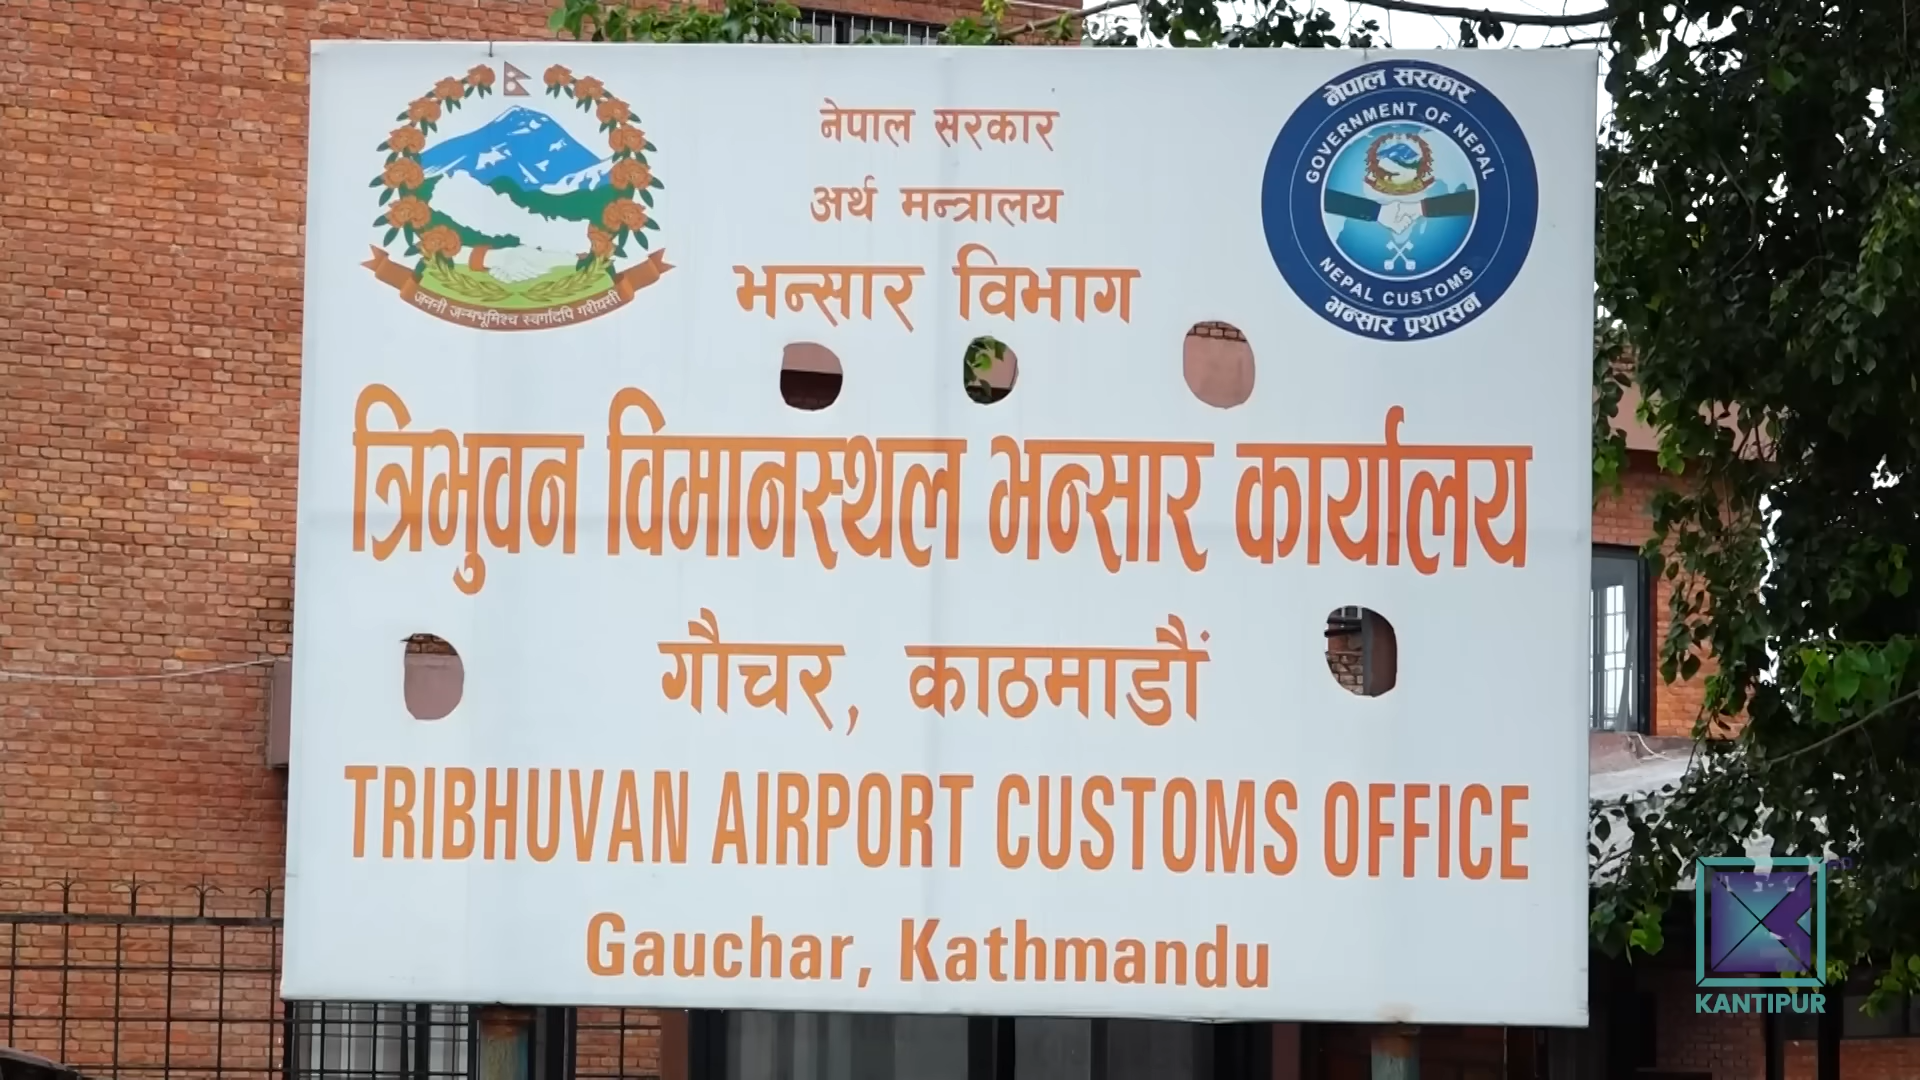 नेपाल सरकार
अर्थ मन्त्रालय
भन्सार विभाग
जननी जन्मभूमिश्च स्वर्गादपि गरीयसी
नेपाल सरकार
GOVERNMENT OF NEPAL
NEPAL CUSTOMS
भन्सार प्रशासन
त्रिभुवन विमानस्थल भन्सार कार्यालय
गौचर, काठमाडौं
TRIBHUVAN AIRPORT CUSTOMS OFFICE
Gauchar, Kathmandu
HD
KANTIPUR